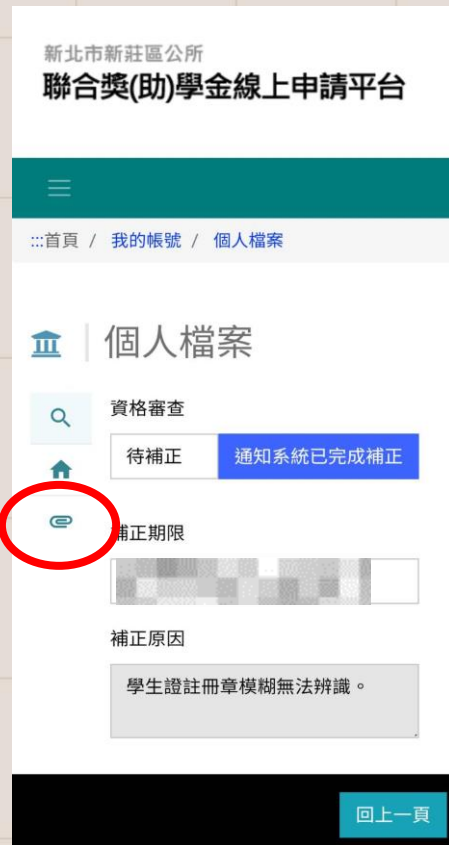 新北市新莊區公所
聯合獎(助)學金線上申請平台
:::首頁 / 我的帳號 / 個人檔案
個人檔案
資格審查
待補正 通知系統已完成補正
補正期限
補正原因
學生證註冊章模糊無法辨識。
回上一頁